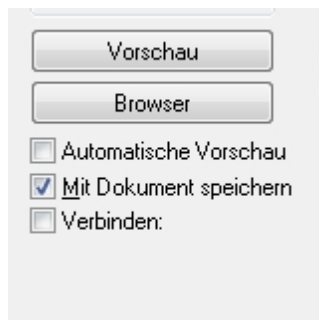 Vorschau
Browser
Automatische Vorschau
Mit Dokument speichern
Verbinden: